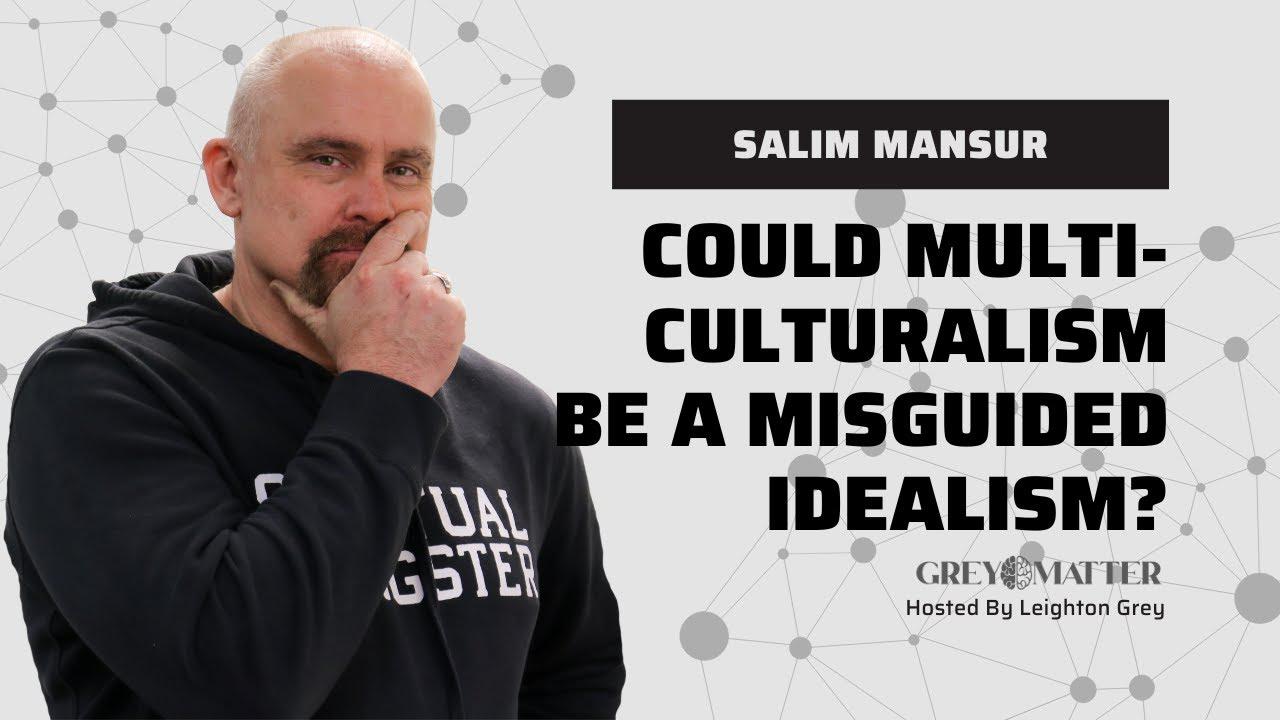 SALIM MANSUR
COULD MULTI-
CULTURALISM
BE A MISGUIDED
IDEALISM?
GREY MATTER
Hosted By Leighton Grey